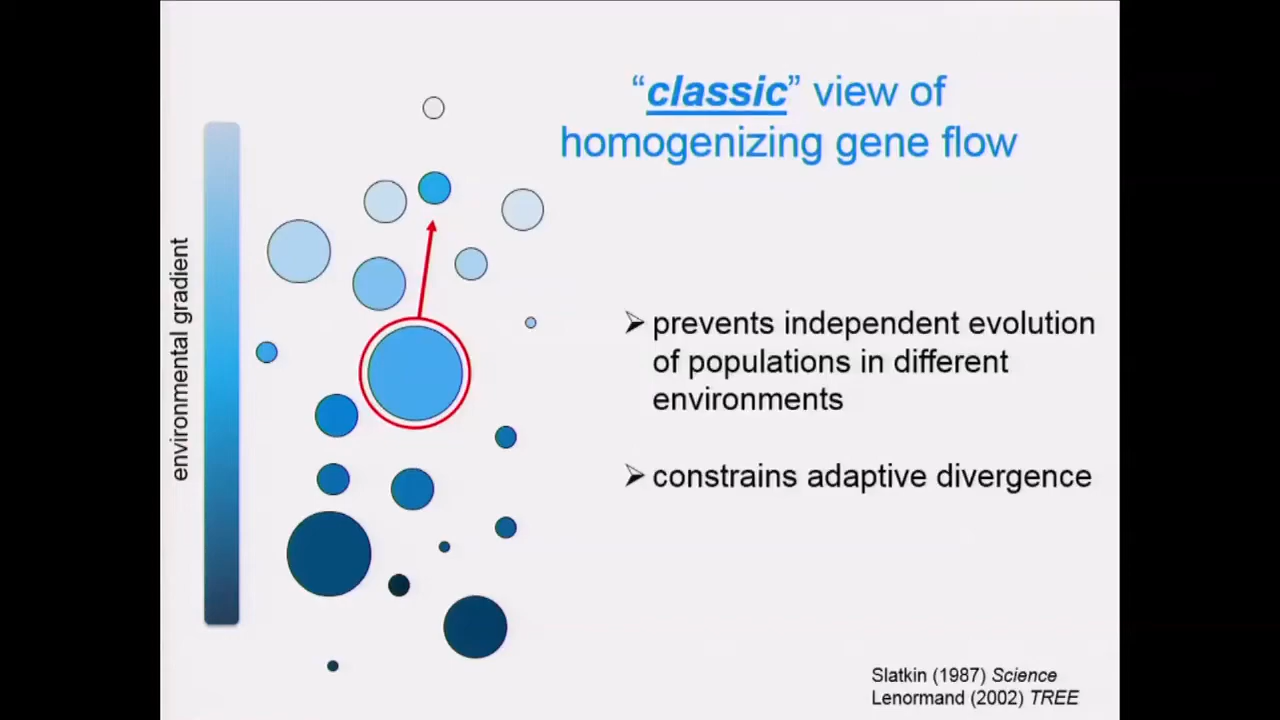 “classic” view of
homogenizing gene flow
environmental gradient
➢ prevents independent evolution
of populations in different
environments
➢ constrains adaptive divergence
Slatkin (1987) Science
Lenormand (2002) TREE